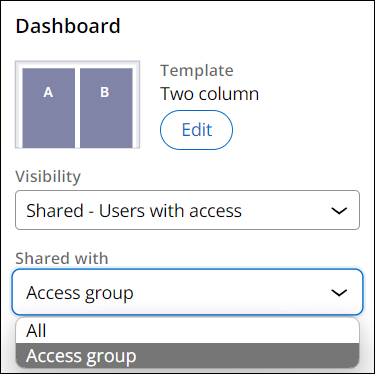 Dashboard
A B
Template
Two column
Edit
Visibility
Shared - Users with access
Shared with
Access group
All
Access group